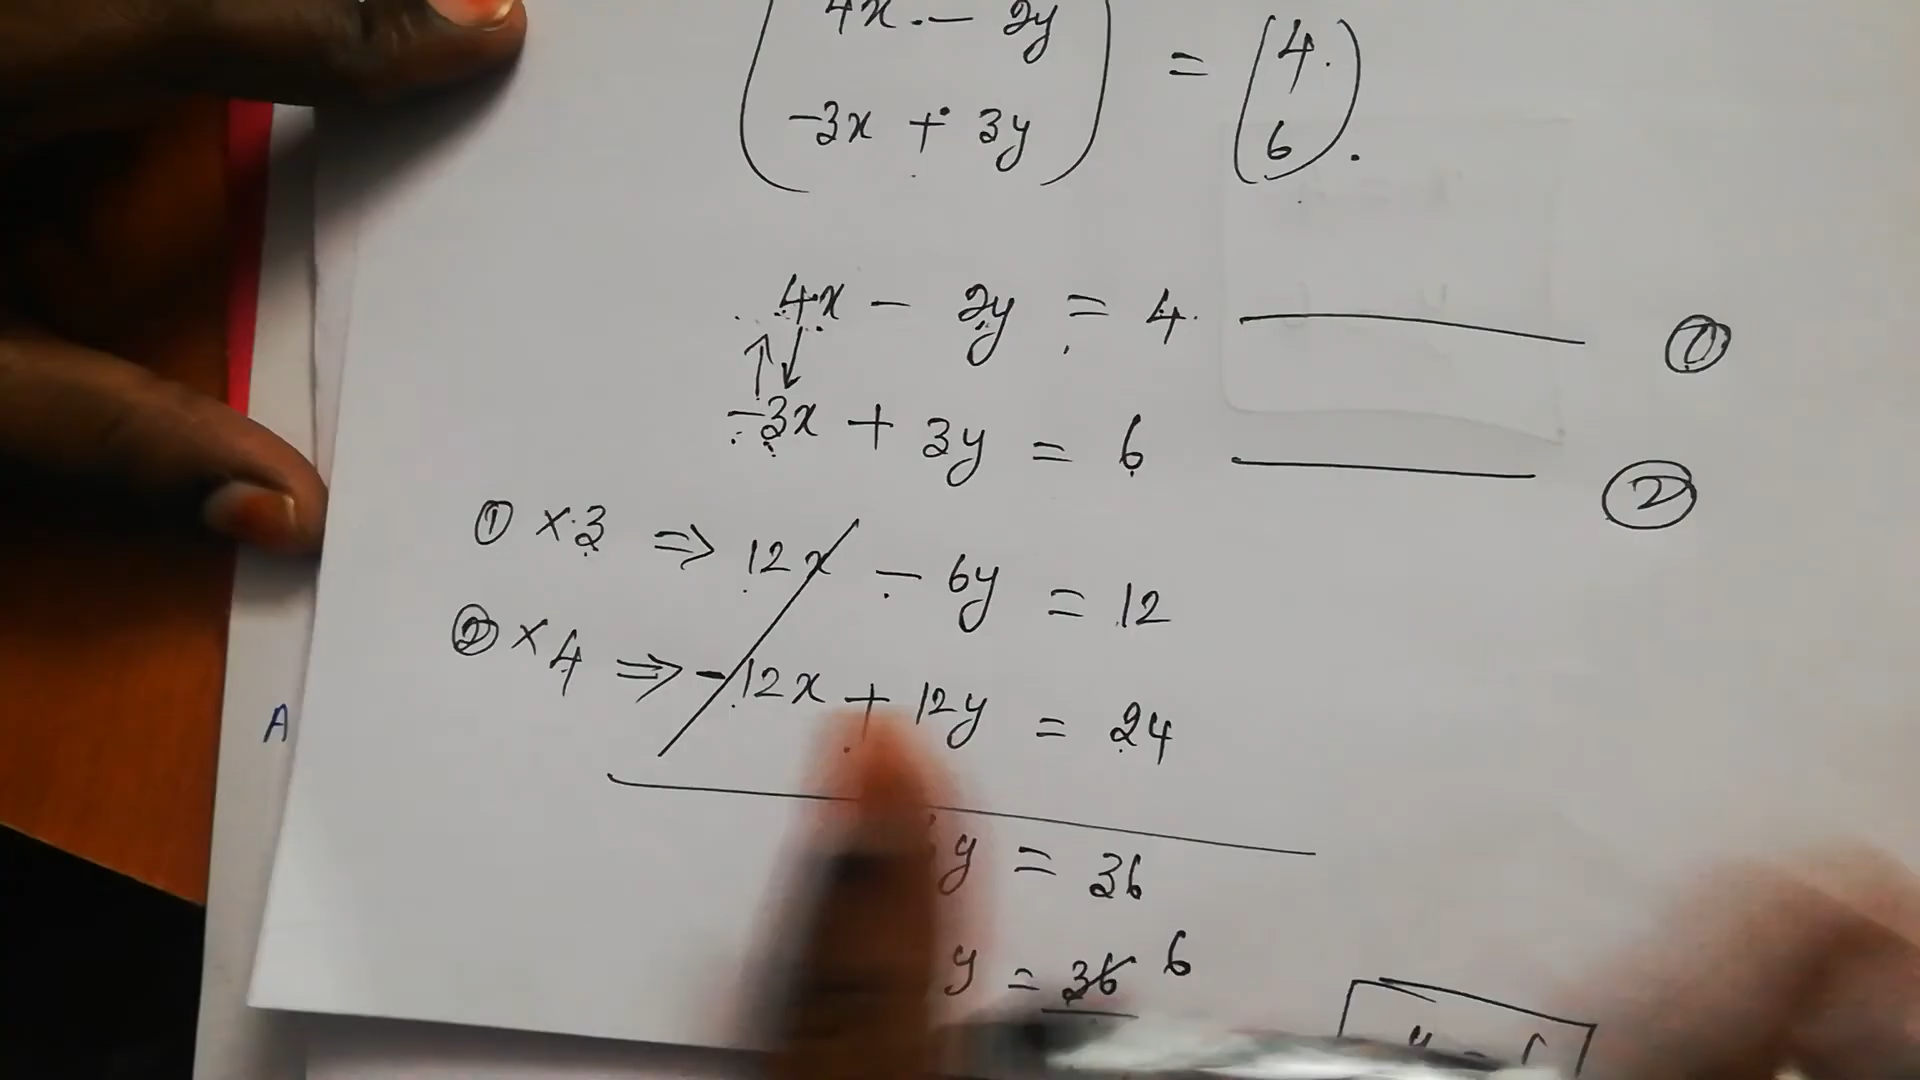 4x - 2y
= (4
-3x + 3y
6).
4x - 2y = 4 ①
-3x + 3y = 6 ②
① × 3 ⇒ 12x - 6y = 12
② × 4 ⇒ -12x + 12y = 24
A
y = 36
y = 36 6